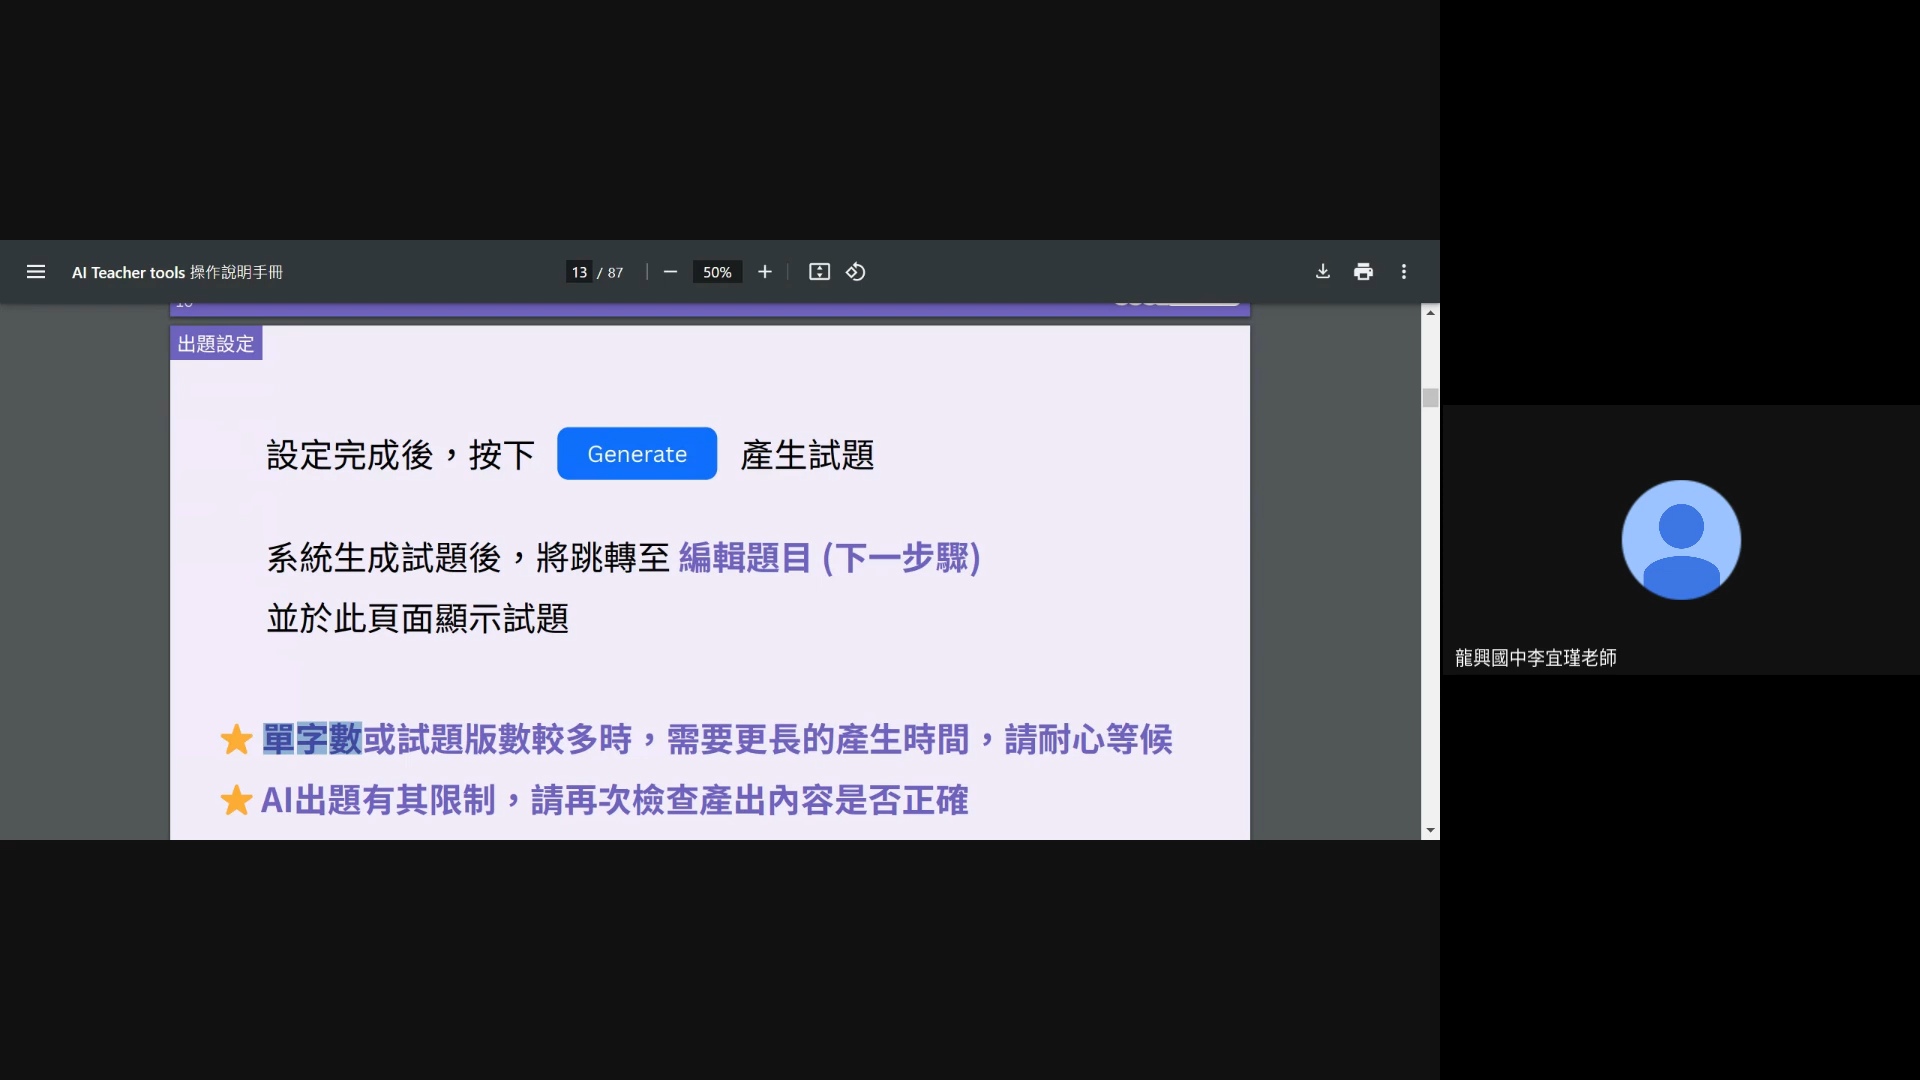 AI Teacher tools 操作說明手冊
13 / 87
50%
出題設定
設定完成後，按下 Generate 產生試題
系統生成試題後，將跳轉至 編輯題目 (下一步驟)
並於此頁面顯示試題
單字數或試題版數較多時，需要更長的產生時間，請耐心等候
AI出題有其限制，請再次檢查產出內容是否正確
龍興國中李宜瑾老師